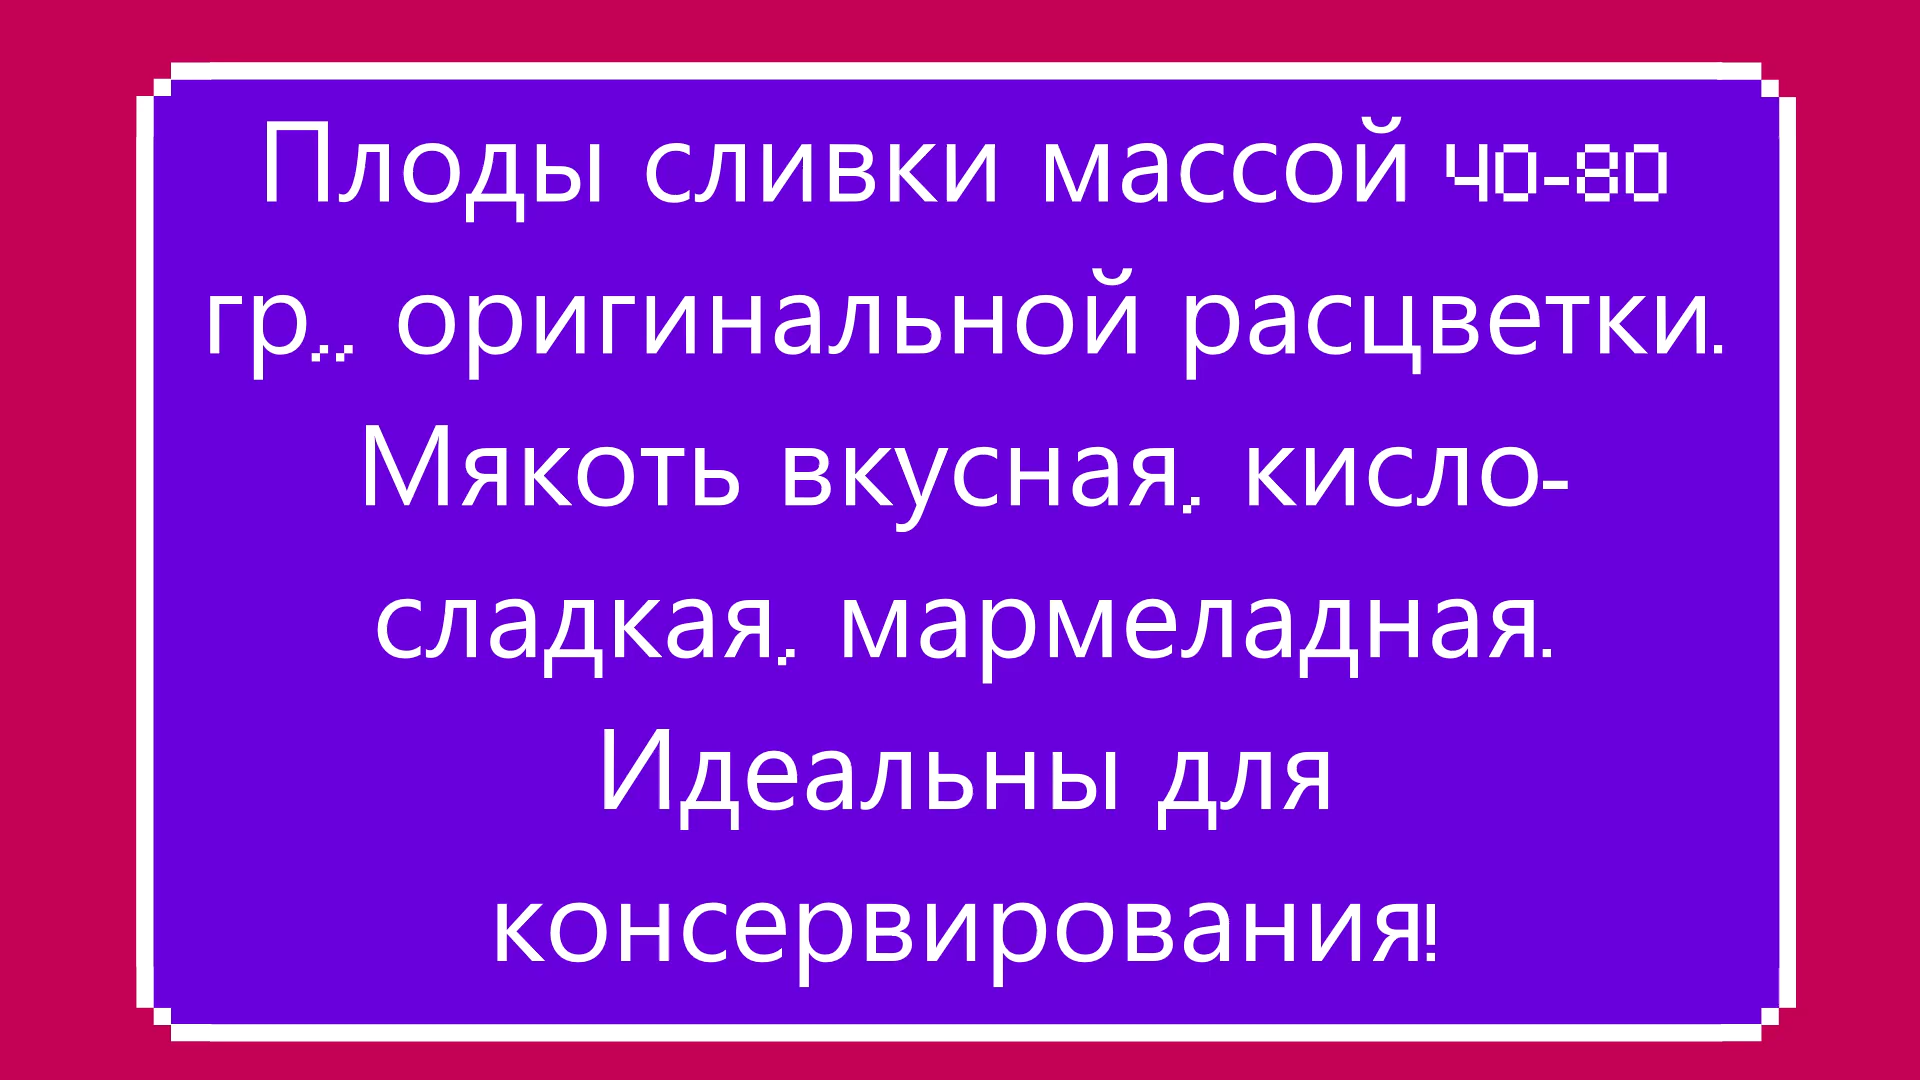 Плоды сливки массой 40-80
гр,, оригинальной расцветки.
Мякоть вкусная, кисло-
сладкая, мармеладная.
Идеальны для
консервирования!